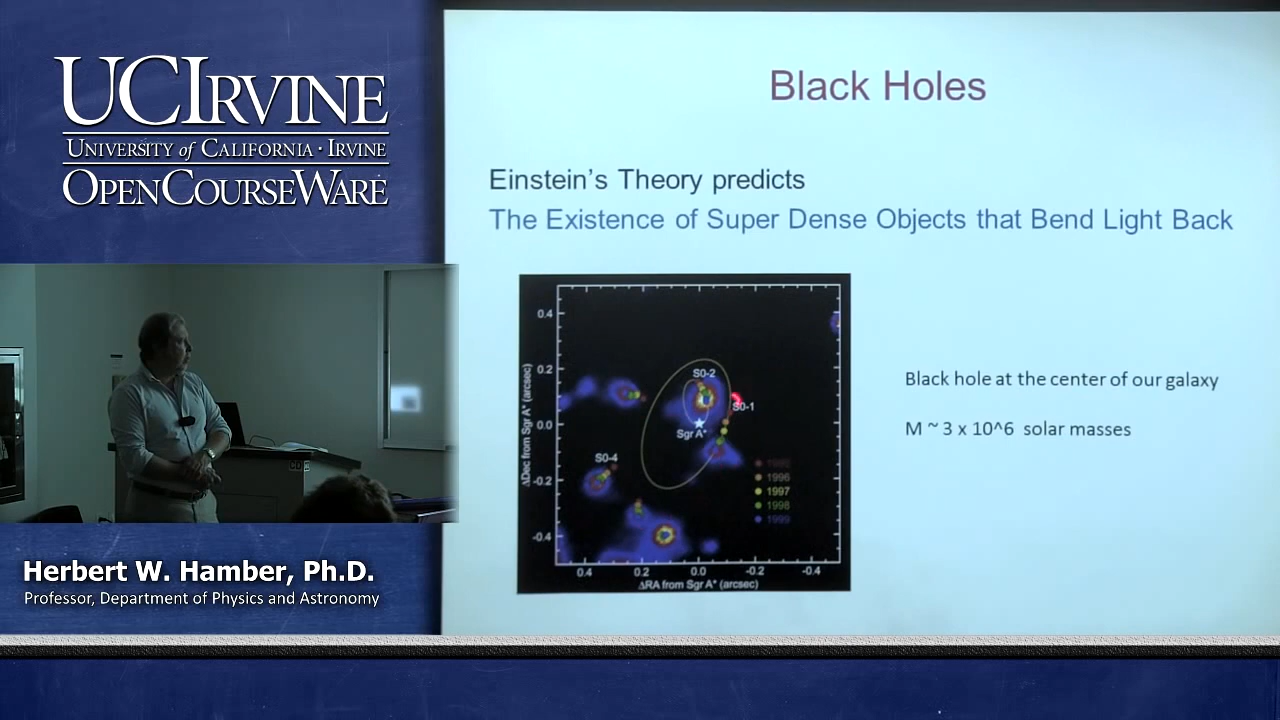 UCIRVINE
UNIVERSITY of CALIFORNIA · IRVINE
OPENCOURSEWARE
Herbert W. Hamber, Ph.D.
Professor, Department of Physics and Astronomy
Black Holes
Einstein's Theory predicts
The Existence of Super Dense Objects that Bend Light Back
0.4
0.2
0.0
-0.2
-0.4
ΔDec from Sgr A* (arcsec)
S0-2
S0-1
Sgr A*
S0-4
1995
1996
1997
1998
1999
0.4 0.2 0.0 -0.2 -0.4
ΔRA from Sgr A* (arcsec)
Black hole at the center of our galaxy
M ~ 3 x 10^6 solar masses